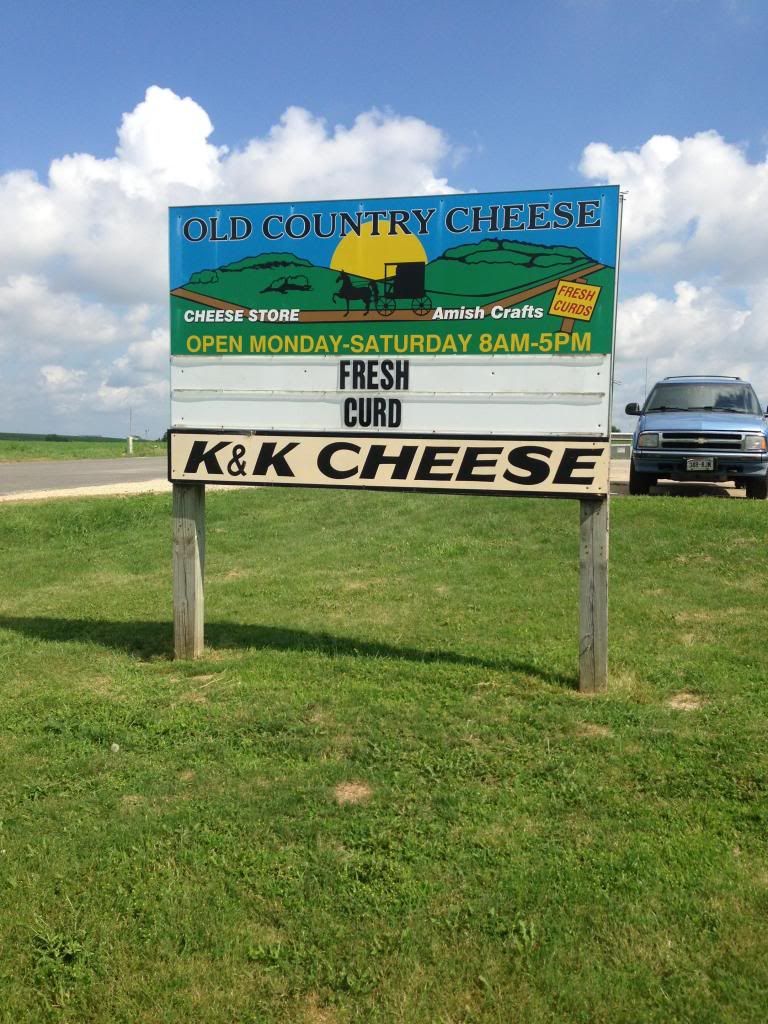 OLD COUNTRY CHEESE
FRESH
CURDS
CHEESE STORE Amish Crafts
OPEN MONDAY-SATURDAY 8AM-5PM
FRESH
CURD
K&K CHEESE